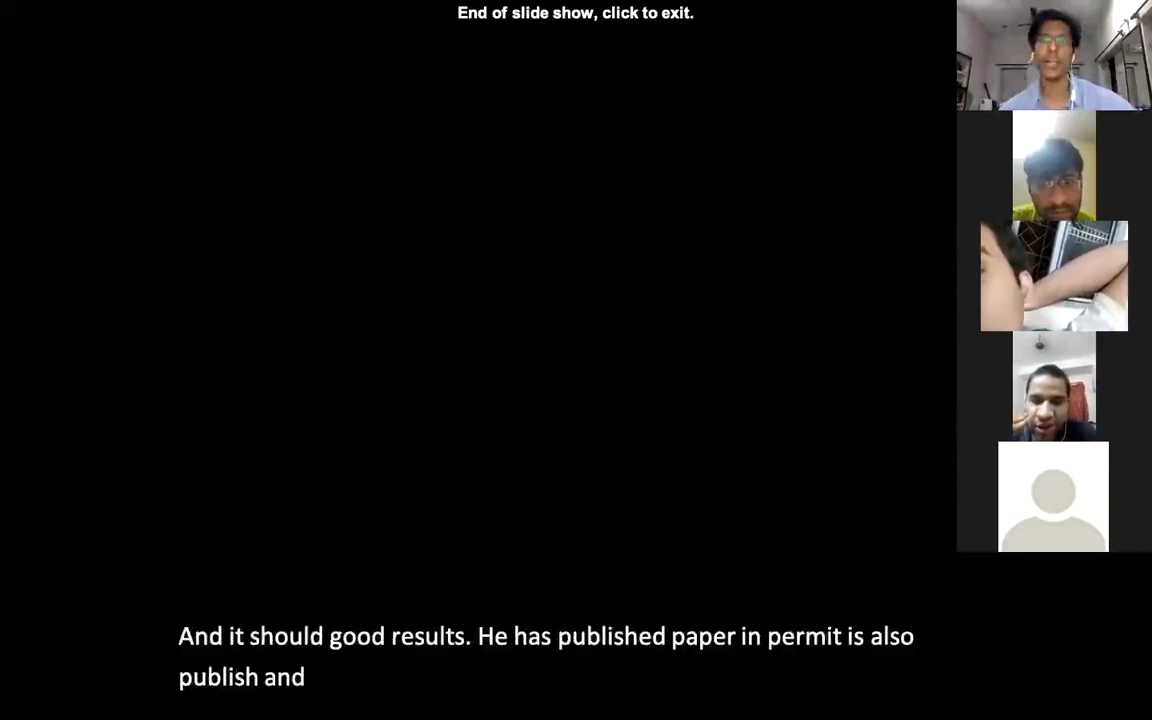 End of slide show, click to exit.
And it should good results. He has published paper in permit is also
publish and